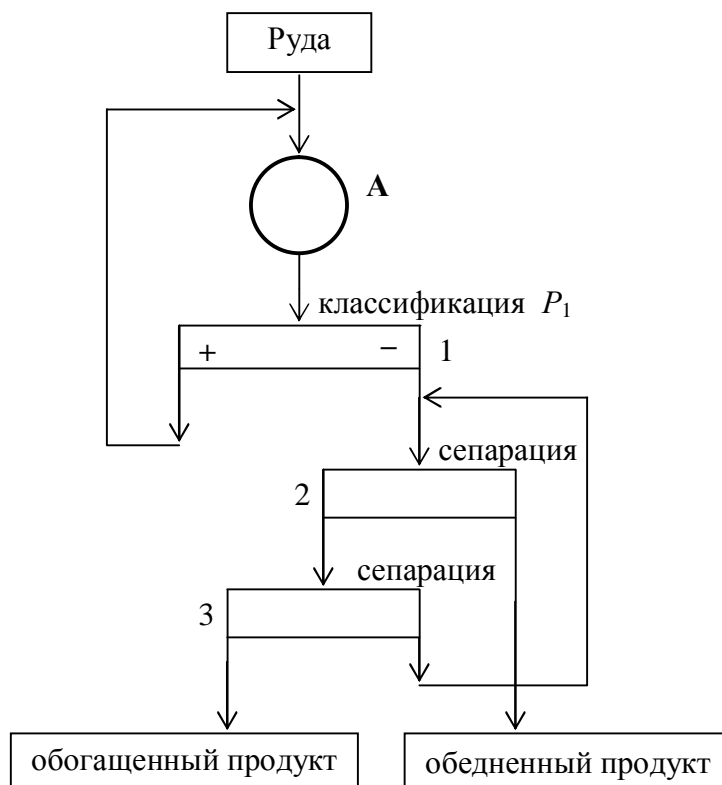 Руда
А
классификация P₁
+ − 1
сепарация
2
сепарация
3
обогащенный продукт
обедненный продукт